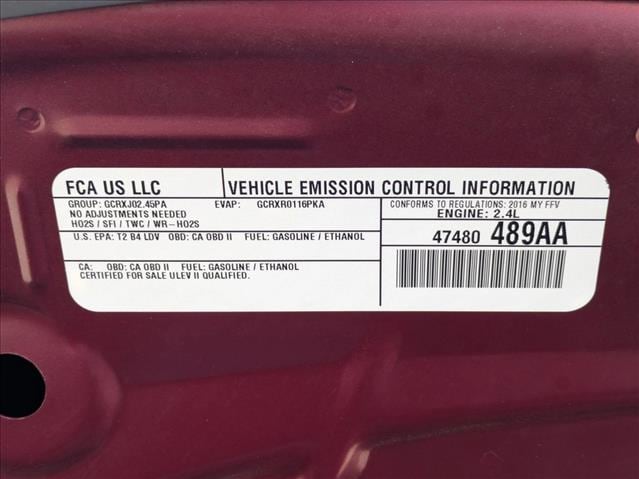 FCA US LLC
VEHICLE EMISSION CONTROL INFORMATION
GROUP: GCRXJ02.45PA EVAP: GCRXR0116PKA
NO ADJUSTMENTS NEEDED
HO2S / SFI / TWC / WR-HO2S
CONFORMS TO REGULATIONS: 2016 MY FFV
ENGINE: 2.4L
U.S. EPA: T2 B4 LDV OBD: CA OBD II FUEL: GASOLINE / ETHANOL
47480 489AA
CA: OBD: CA OBD II FUEL: GASOLINE / ETHANOL
CERTIFIED FOR SALE ULEV II QUALIFIED.